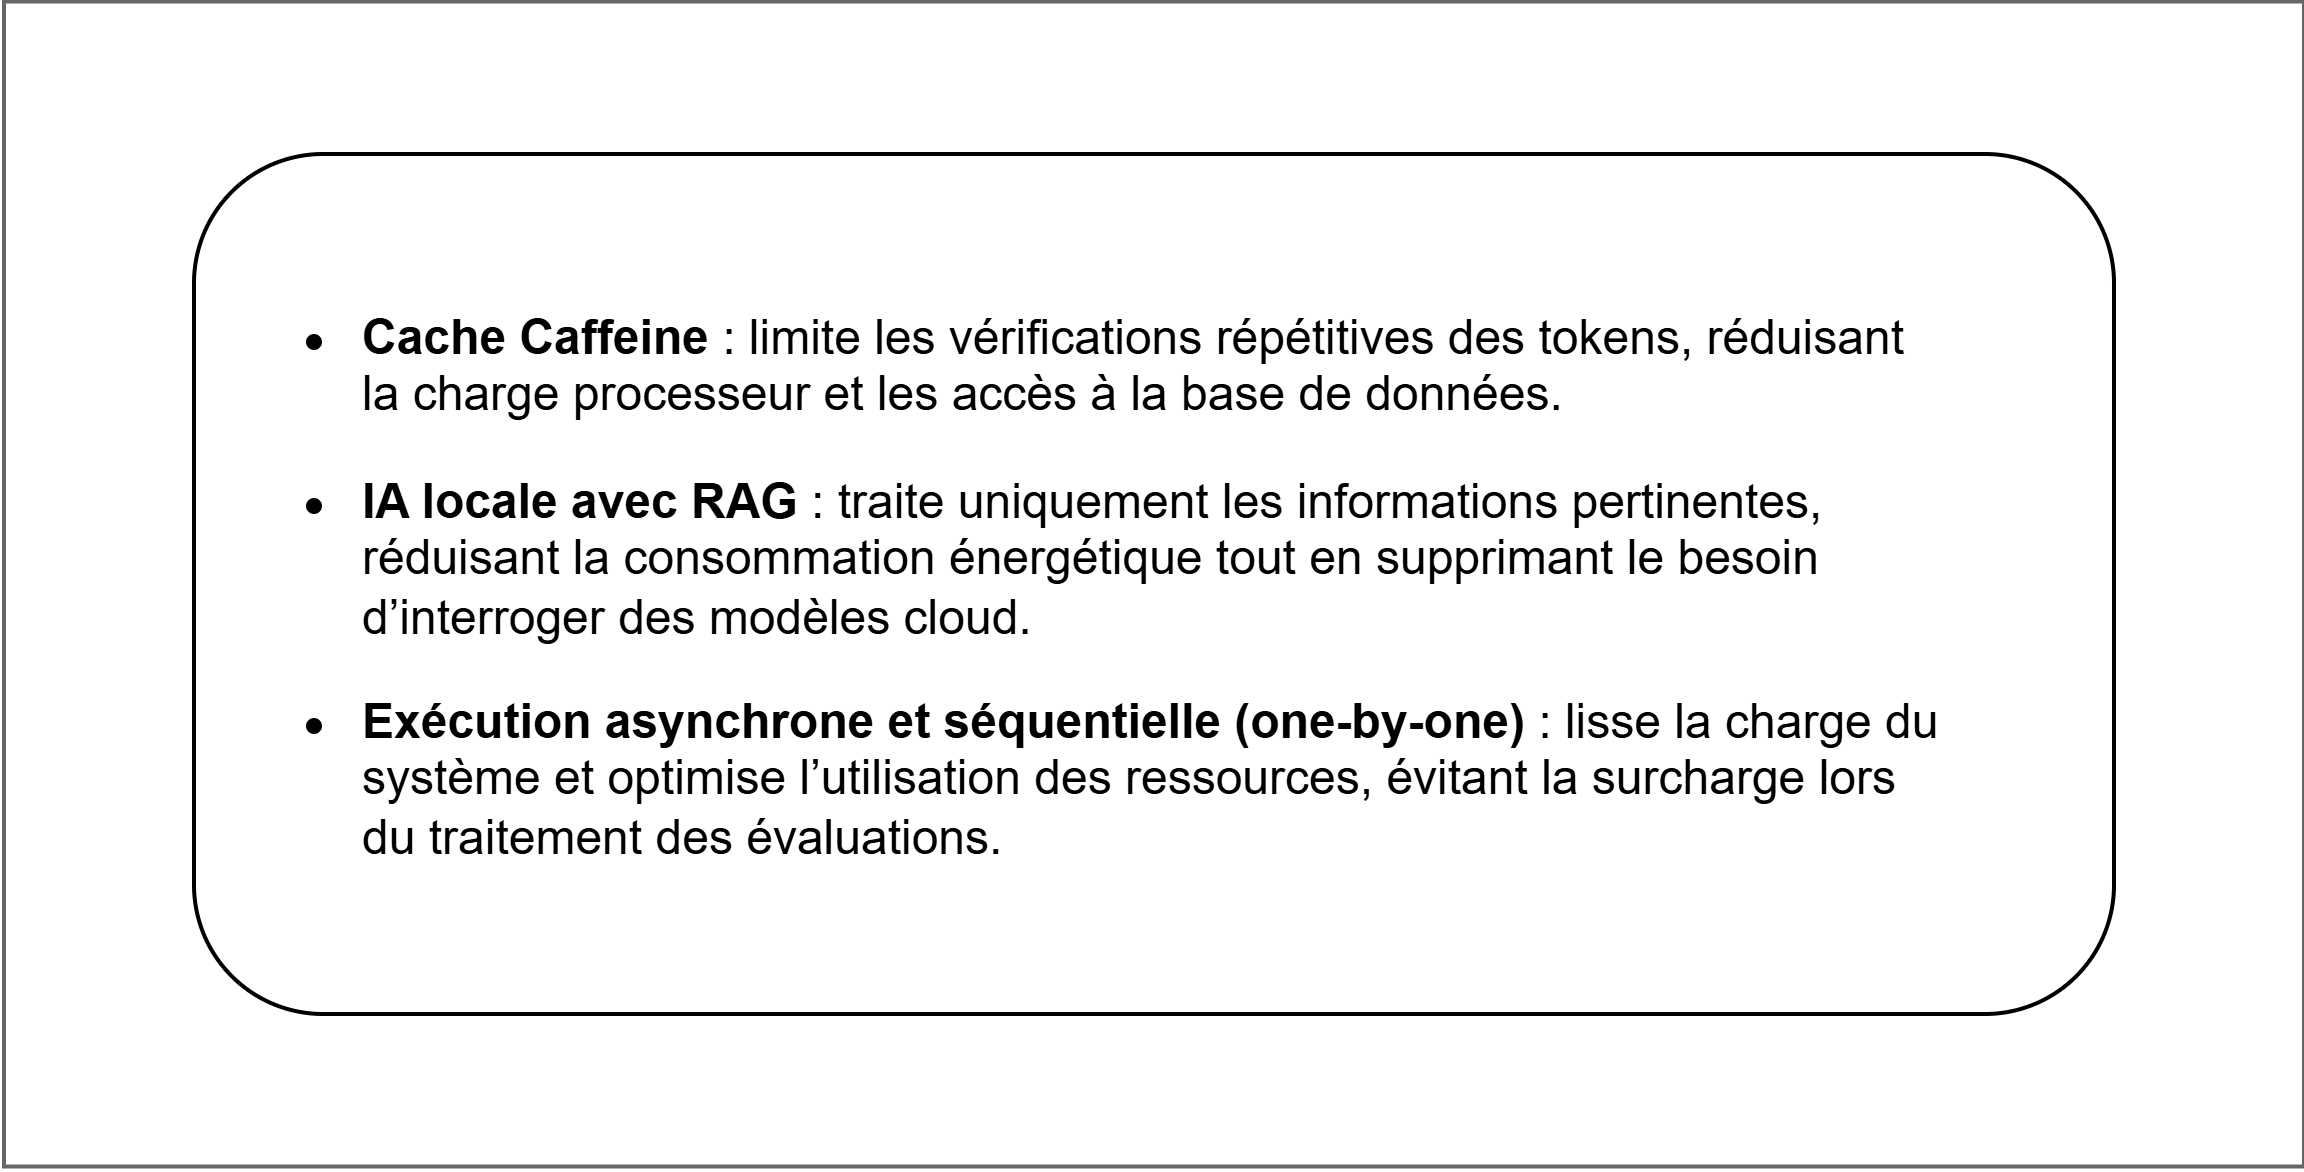 • Cache Caffeine : limite les vérifications répétitives des tokens, réduisant
la charge processeur et les accès à la base de données.
• IA locale avec RAG : traite uniquement les informations pertinentes,
réduisant la consommation énergétique tout en supprimant le besoin
d’interroger des modèles cloud.
• Exécution asynchrone et séquentielle (one-by-one) : lisse la charge du
système et optimise l’utilisation des ressources, évitant la surcharge lors
du traitement des évaluations.